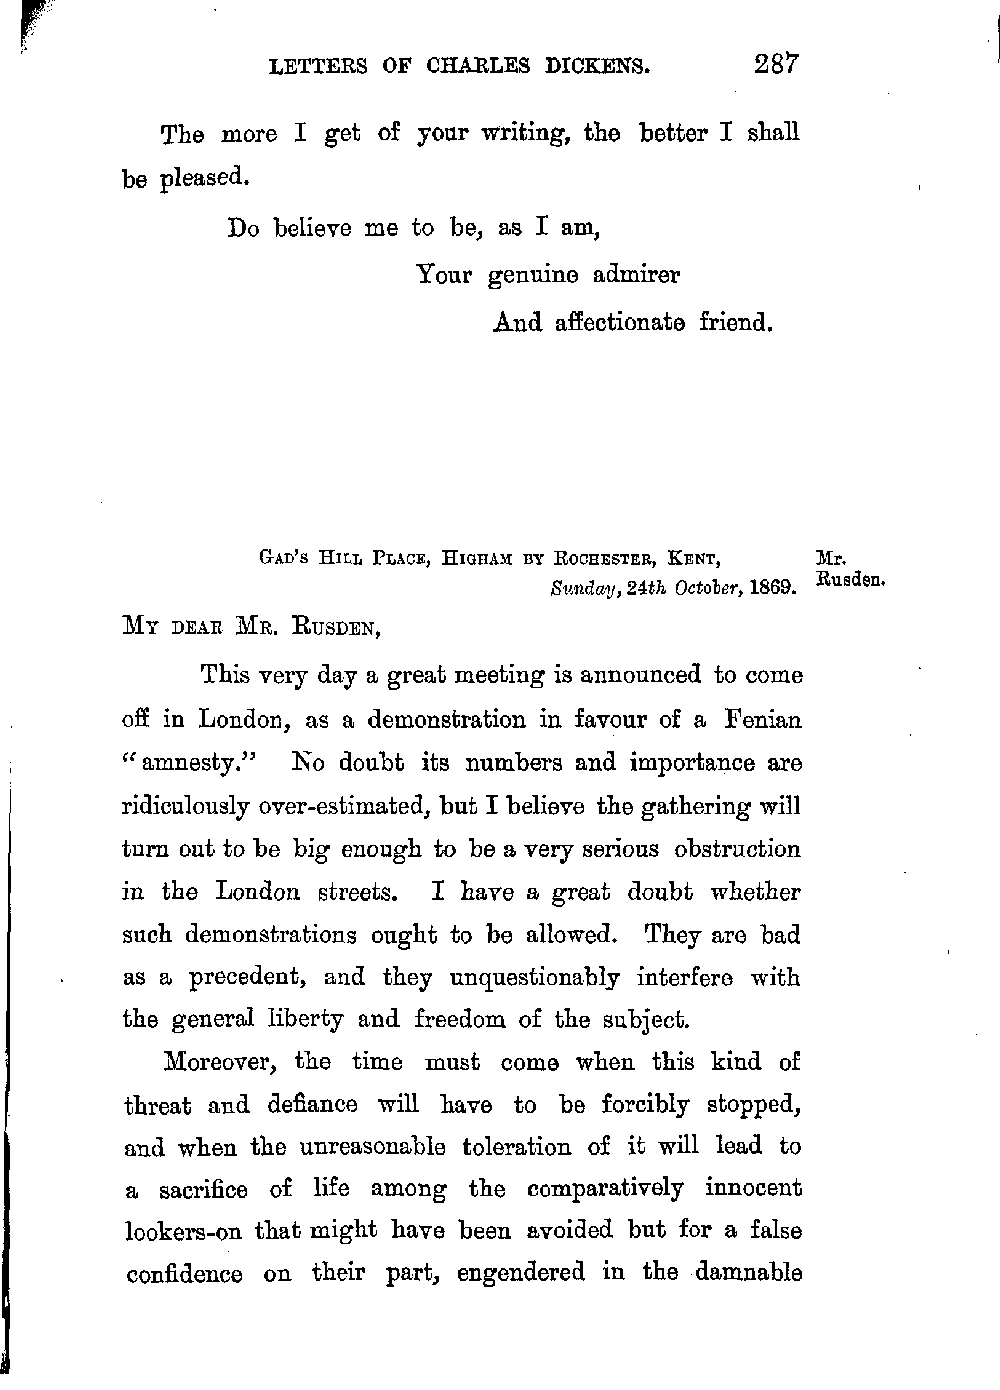 LETTERS OF CHARLES DICKENS. 287
The more I get of your writing, the better I shall
be pleased.
Do believe me to be, as I am,
Your genuine admirer
And affectionate friend.
GAD'S HILL PLACE, HIGHAM BY ROCHESTER, KENT,
Sunday, 24th October, 1869.
Mr.
Rusden.
MY DEAR MR. RUSDEN,
This very day a great meeting is announced to come
off in London, as a demonstration in favour of a Fenian
"amnesty." No doubt its numbers and importance are
ridiculously over-estimated, but I believe the gathering will
turn out to be big enough to be a very serious obstruction
in the London streets. I have a great doubt whether
such demonstrations ought to be allowed. They are bad
as a precedent, and they unquestionably interfere with
the general liberty and freedom of the subject.
Moreover, the time must come when this kind of
threat and defiance will have to be forcibly stopped,
and when the unreasonable toleration of it will lead to
a sacrifice of life among the comparatively innocent
lookers-on that might have been avoided but for a false
confidence on their part, engendered in the damnable